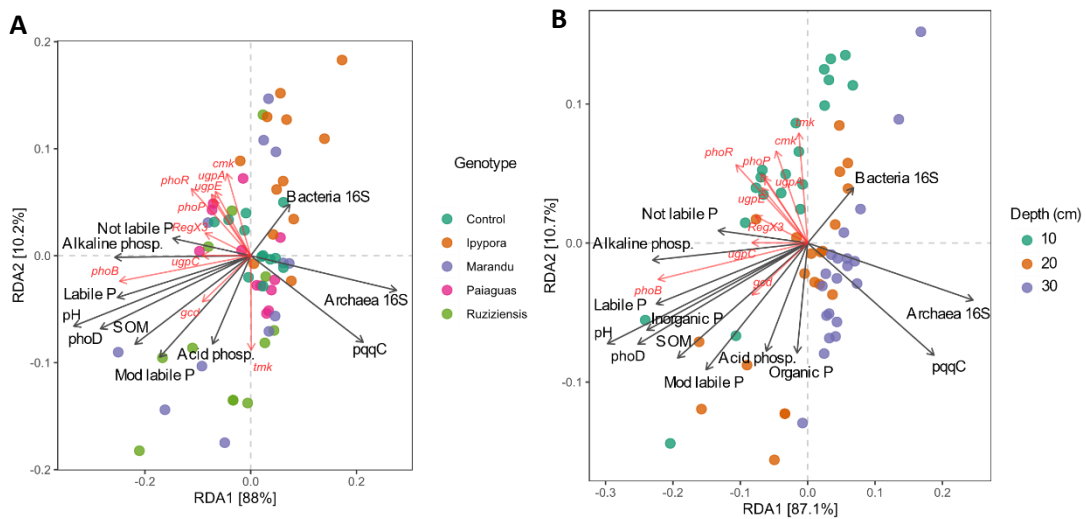 A
0.2
0.1
0.0
-0.1
-0.2
RDA2 [10.2%]
cmk
ugpA
ugpE
phoR
phoP
RegX3
Bacteria 16S
Not labile P
Alkaline phosp.
phoB
ugpC
Labile P
pH
phoD
SOM
gcd
Archaea 16S
pqqC
Acid phosp.
Mod labile P
tmk
-0.2
0.0
0.2
RDA1 [88%]
Genotype
Control
Ipypora
Marandu
Paiaguas
Ruziziensis
B
0.1
0.0
-0.1
RDA2 [10.7%]
tmk
cmk
phoR
phoP
ugpA
ugpE
Bacteria 16S
Not labile P
RegX3
Alkaline phosp.
ugpC
phoB
gcd
Labile P
pH
Inorganic P
phoD
SOM
Archaea 16S
Acid phosp.
Organic P
pqqC
Mod labile P
-0.3
-0.2
-0.1
0.0
0.1
0.2
RDA1 [87.1%]
Depth (cm)
10
20
30